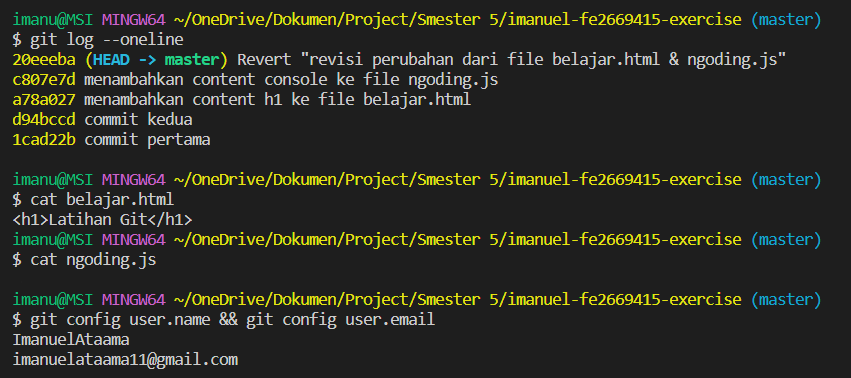 imanu@MSI MINGW64 ~/OneDrive/Dokumen/Project/Smester 5/imanuel-fe2669415-exercise (master)
$ git log --oneline
20eeeba (HEAD -> master) Revert "revisi perubahan dari file belajar.html & ngoding.js"
c807e7d menambahkan content console ke file ngoding.js
a78a027 menambahkan content h1 ke file belajar.html
d94bccd commit kedua
1cad22b commit pertama
imanu@MSI MINGW64 ~/OneDrive/Dokumen/Project/Smester 5/imanuel-fe2669415-exercise (master)
$ cat belajar.html
<h1>Latihan Git</h1>
imanu@MSI MINGW64 ~/OneDrive/Dokumen/Project/Smester 5/imanuel-fe2669415-exercise (master)
$ cat ngoding.js
imanu@MSI MINGW64 ~/OneDrive/Dokumen/Project/Smester 5/imanuel-fe2669415-exercise (master)
$ git config user.name && git config user.email
ImanuelAtaama
imanuelataama11@gmail.com